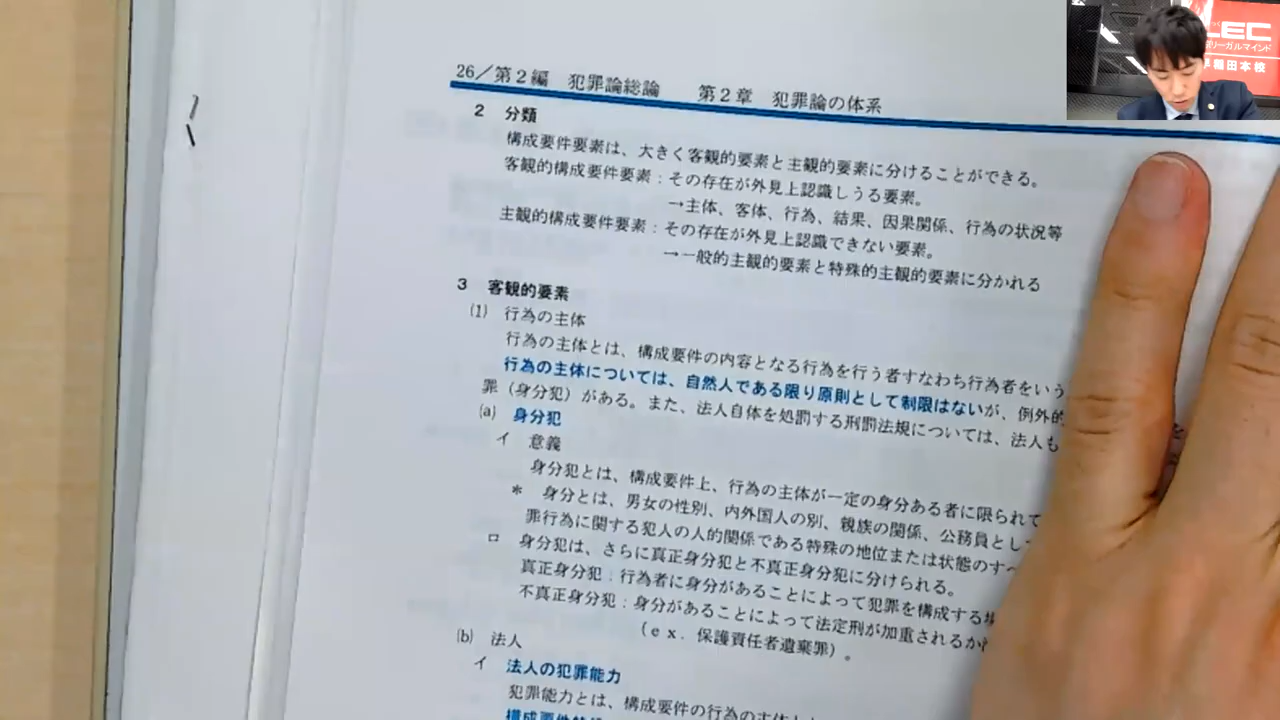 26／第2編 犯罪論総論 第2章 犯罪論の体系
2 分類
構成要件要素は、大きく客観的要素と主観的要素に分けることができる。
客観的構成要件要素：その存在が外見上認識しうる要素。
→主体、客体、行為、結果、因果関係、行為の状況等
主観的構成要件要素：その存在が外見上認識できない要素。
→一般的主観的要素と特殊的主観的要素に分かれる
3 客観的要素
(1) 行為の主体
行為の主体とは、構成要件の内容となる行為を行う者すなわち行為者をいう
行為の主体については、自然人である限り原則として制限はないが、例外的
罪（身分犯）がある。また、法人自体を処罰する刑罰法規については、法人も
(a) 身分犯
イ 意義
身分犯とは、構成要件上、行為の主体が一定の身分ある者に限られて
＊ 身分とは、男女の性別、内外国人の別、親族の関係、公務員とし
罪行為に関する犯人の人的関係である特殊の地位または状態のすべ
ロ 身分犯は、さらに真正身分犯と不真正身分犯に分けられる。
真正身分犯：行為者に身分があることによって犯罪を構成する場
不真正身分犯：身分があることによって法定刑が加重されるか
（ｅｘ．保護責任者遺棄罪）。
(b) 法人
イ 法人の犯罪能力
犯罪能力とは、構成要件の行為の主体と
構成要件
LEC
リーガルマインド
早稲田本校